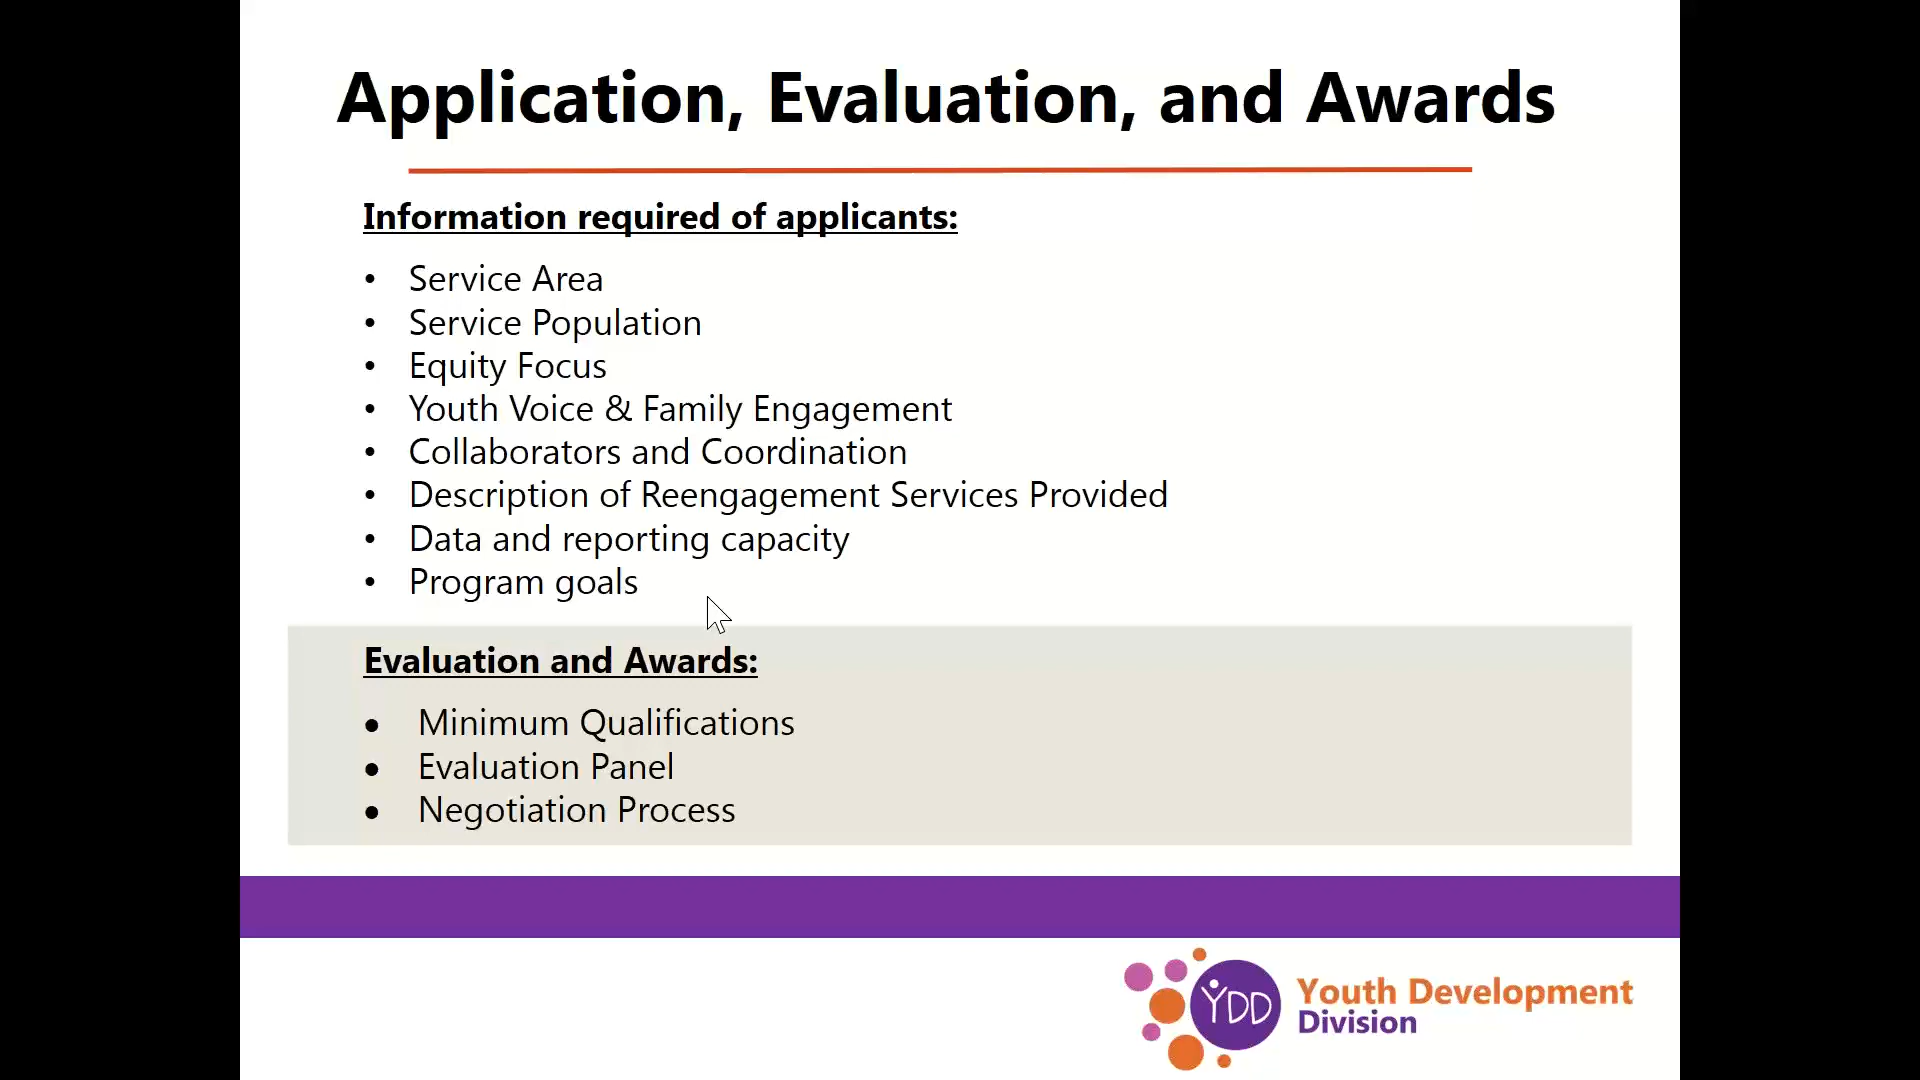 Application, Evaluation, and Awards
Information required of applicants:
• Service Area
• Service Population
• Equity Focus
• Youth Voice & Family Engagement
• Collaborators and Coordination
• Description of Reengagement Services Provided
• Data and reporting capacity
• Program goals
Evaluation and Awards:
• Minimum Qualifications
• Evaluation Panel
• Negotiation Process
YDD
Youth Development
Division